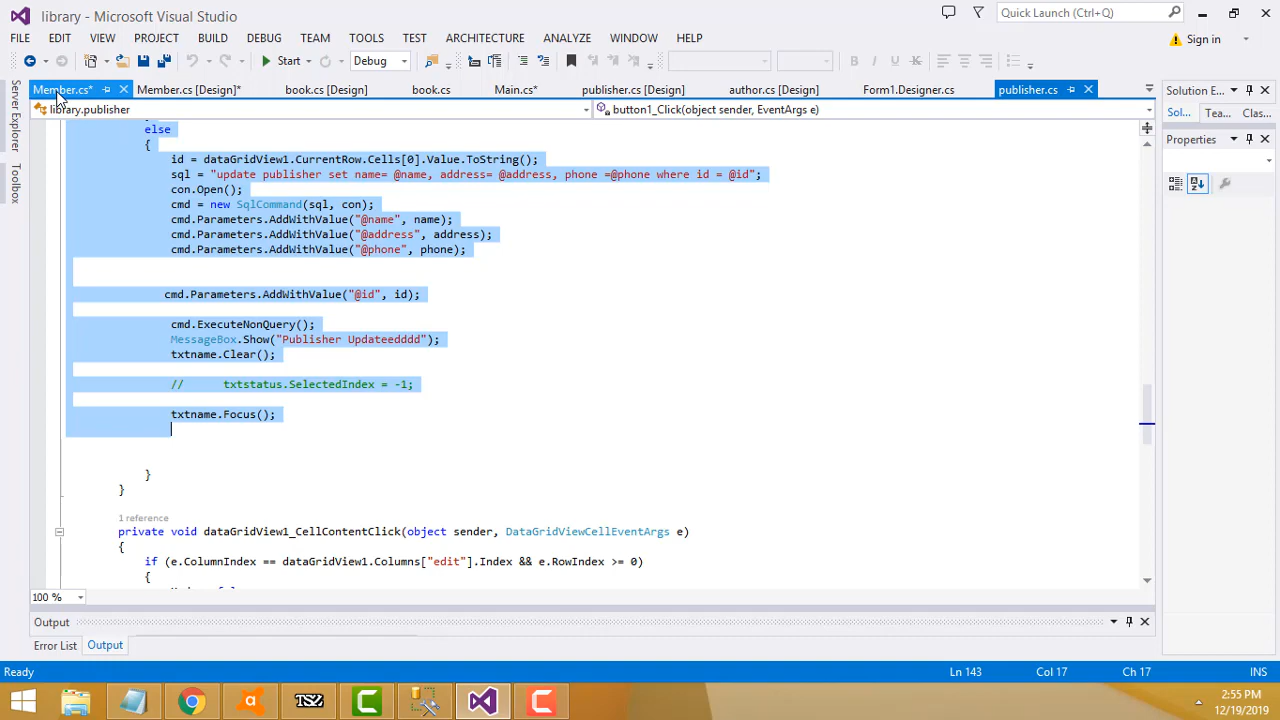 library - Microsoft Visual Studio
Quick Launch (Ctrl+Q)
FILE EDIT VIEW PROJECT BUILD DEBUG TEAM TOOLS TEST ARCHITECTURE ANALYZE WINDOW HELP
Sign in
Start Debug
Member.cs* Member.cs [Design]* book.cs [Design] book.cs Main.cs* publisher.cs [Design] author.cs [Design] Form1.Designer.cs publisher.cs
Solution E...
library.publisher button1_Click(object sender, EventArgs e)
Sol... Tea... Clas...
Properties
Server Explorer
Toolbox
else
{
id = dataGridView1.CurrentRow.Cells[0].Value.ToString();
sql = "update publisher set name= @name, address= @address, phone =@phone where id = @id";
con.Open();
cmd = new SqlCommand(sql, con);
cmd.Parameters.AddWithValue("@name", name);
cmd.Parameters.AddWithValue("@address", address);
cmd.Parameters.AddWithValue("@phone", phone);
cmd.Parameters.AddWithValue("@id", id);
cmd.ExecuteNonQuery();
MessageBox.Show("Publisher Updateedddd");
txtname.Clear();
// txtstatus.SelectedIndex = -1;
txtname.Focus();
}
}
1 reference
private void dataGridView1_CellContentClick(object sender, DataGridViewCellEventArgs e)
{
if (e.ColumnIndex == dataGridView1.Columns["edit"].Index && e.RowIndex >= 0)
{
100 %
Output
Error List Output
Ready Ln 143 Col 17 Ch 17 INS
TSZ
2:55 PM
12/19/2019